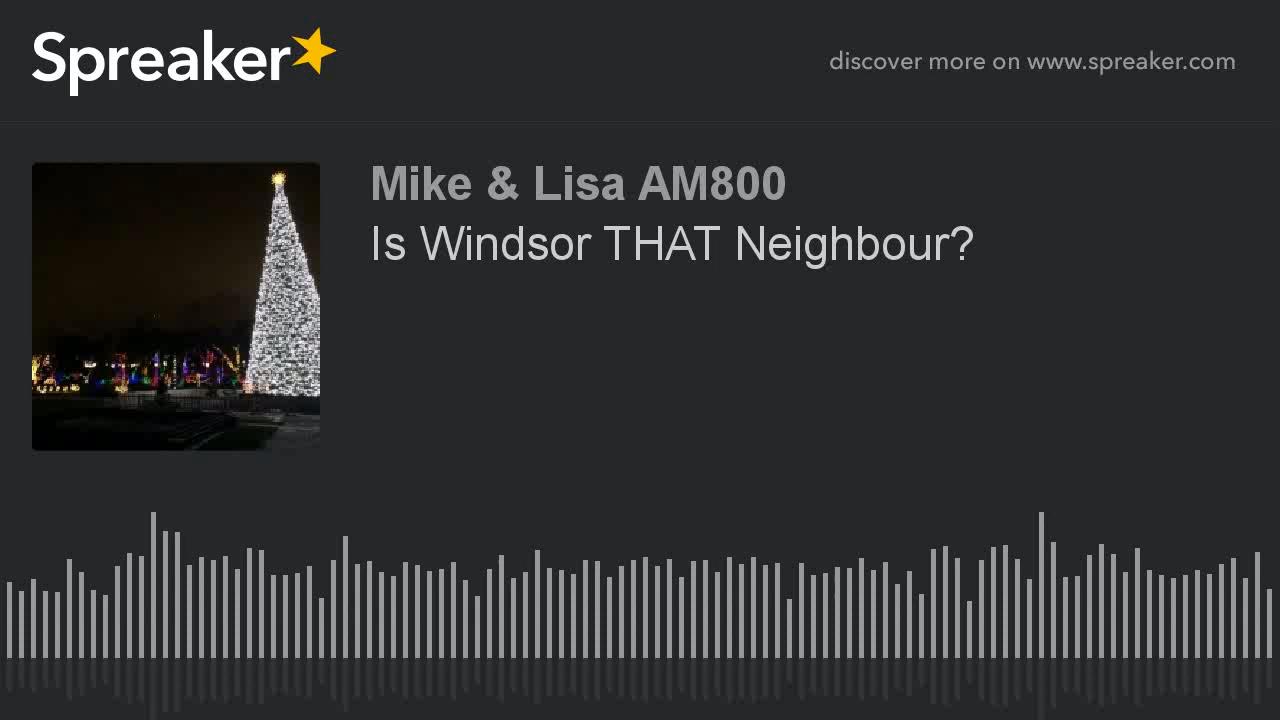 Spreaker
discover more on www.spreaker.com
Mike & Lisa AM800
Is Windsor THAT Neighbour?